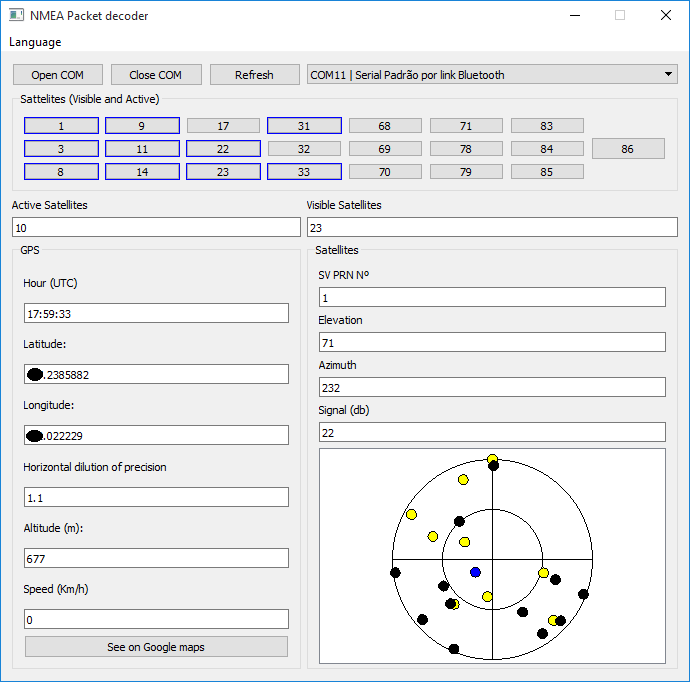 NMEA Packet decoder
Language
Open COM Close COM Refresh COM11 | Serial Padrão por link Bluetooth
Sattelites (Visible and Active)
1 9 17 31 68 71 83
3 11 22 32 69 78 84 86
8 14 23 33 70 79 85
Active Satellites Visible Satellites
10 23
GPS Satellites
Hour (UTC)
17:59:33
Latitude:
.2385882
Longitude:
.022229
Horizontal dilution of precision
1.1
Altitude (m):
677
Speed (Km/h)
0
See on Google maps
SV PRN Nº
1
Elevation
71
Azimuth
232
Signal (db)
22